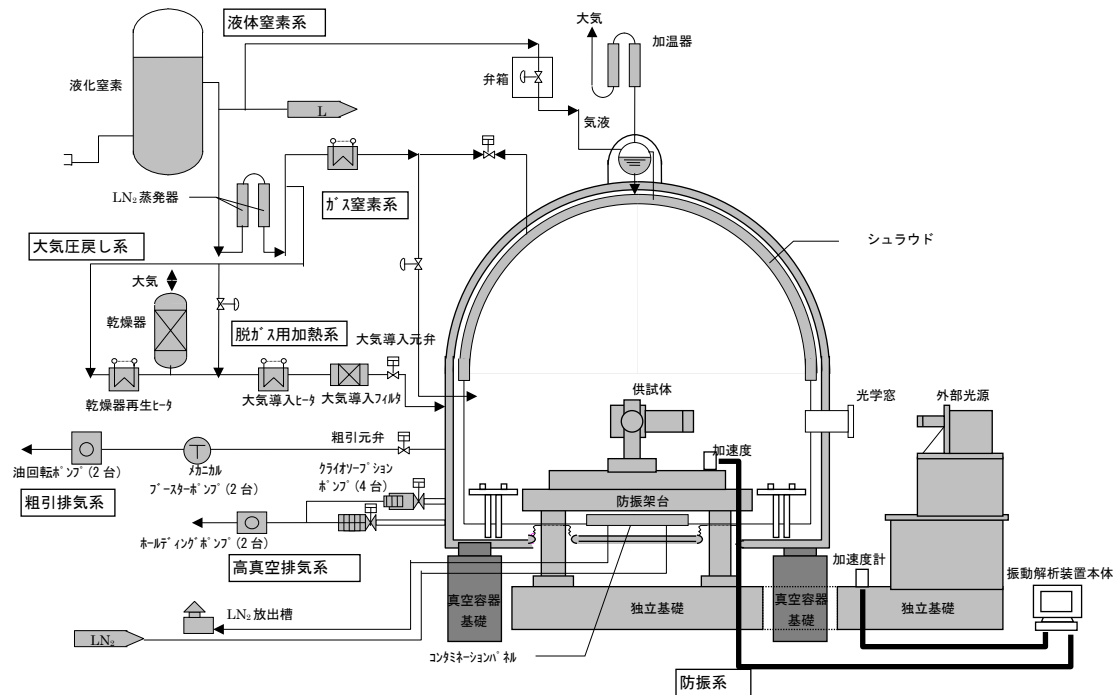 液体窒素系
大気
加温器
液化窒素
弁箱
L
気液
LN₂蒸発器
ガス窒素系
大気圧戻し系
シュラウド
大気
乾燥器
脱ガス用加熱系
大気導入元弁
供試体
光学窓
外部光源
乾燥器再生ヒータ
大気導入ヒータ
大気導入フィルタ
加速度
粗引元弁
油回転ポンプ(2台)
メカニカル
ブースターポンプ(2台)
クライオソープション
ポンプ(4台)
粗引排気系
防振架台
ホールディングポンプ(2台)
高真空排気系
加速度計
振動解析装置本体
真空容器
基礎
独立基礎
真空容器
基礎
独立基礎
LN₂放出槽
LN₂
コンタミネーションパネル
防振系